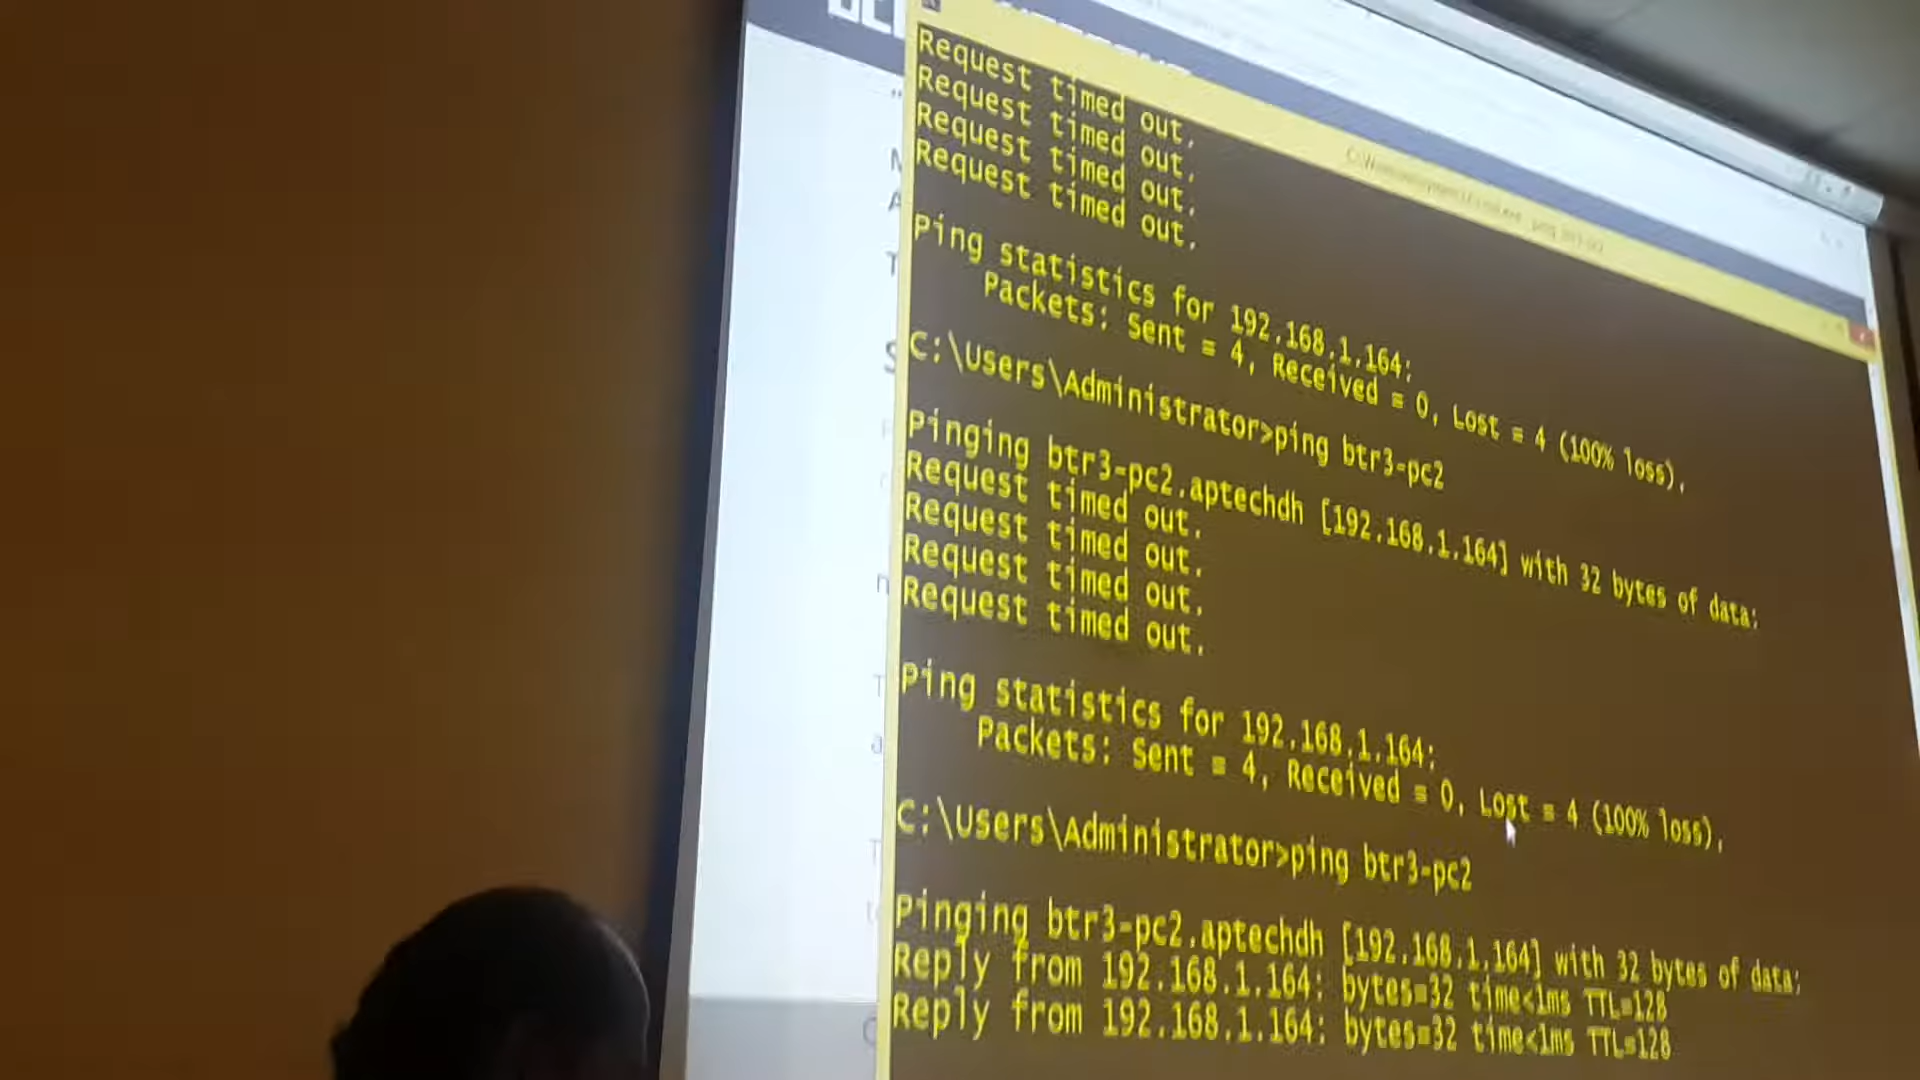 Request timed out.
Request timed out.
Request timed out.
Request timed out.
Ping statistics for 192.168.1.164:
Packets: Sent = 4, Received = 0, Lost = 4 (100% loss),
C:\Users\Administrator>ping btr3-pc2
Pinging btr3-pc2.aptechdh [192.168.1.164] with 32 bytes of data:
Request timed out.
Request timed out.
Request timed out.
Request timed out.
Ping statistics for 192.168.1.164:
Packets: Sent = 4, Received = 0, Lost = 4 (100% loss),
C:\Users\Administrator>ping btr3-pc2
Pinging btr3-pc2.aptechdh [192.168.1.164] with 32 bytes of data:
Reply from 192.168.1.164: bytes=32 time<1ms TTL=128
Reply from 192.168.1.164: bytes=32 time<1ms TTL=128